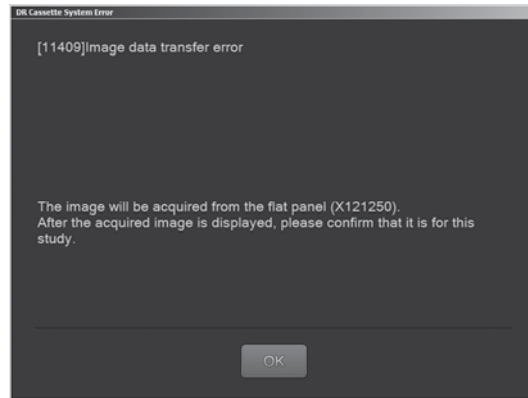 DR Cassette System Error
[11409]Image data transfer error
The image will be acquired from the flat panel (X121250).
After the acquired image is displayed, please confirm that it is for this
study.
OK